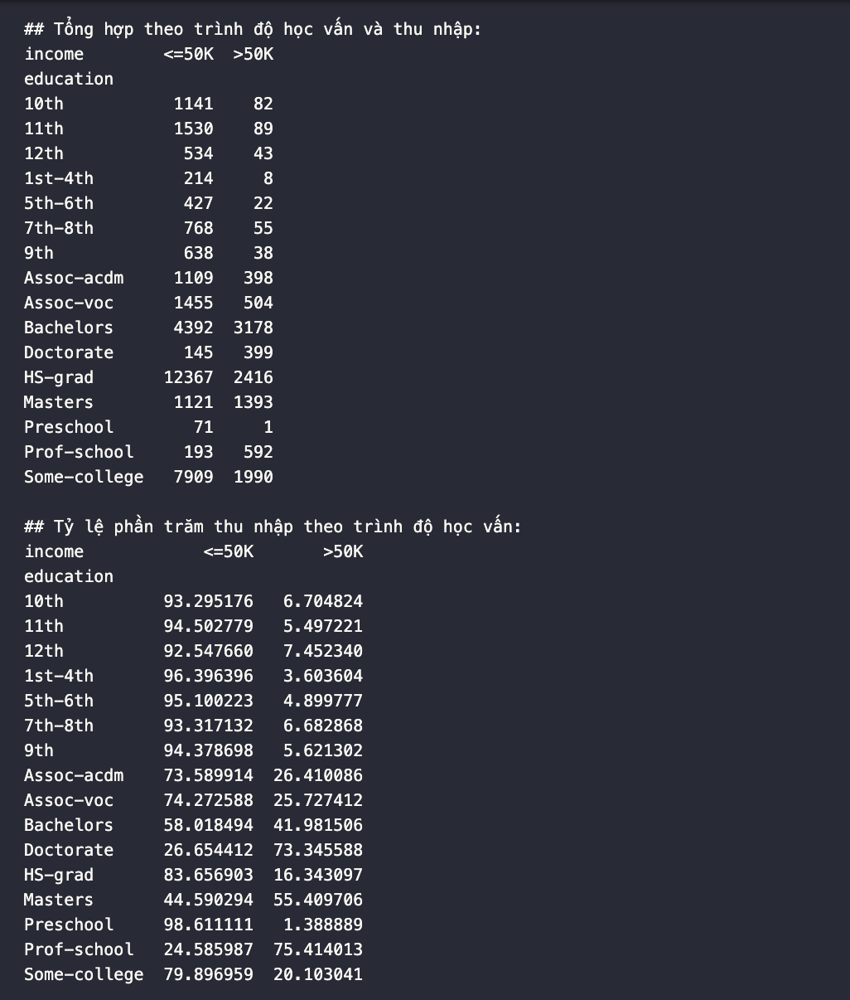 ## Tổng hợp theo trình độ học vấn và thu nhập:
income        <=50K  >50K
education
10th           1141    82
11th           1530    89
12th            534    43
1st-4th         214     8
5th-6th         427    22
7th-8th         768    55
9th             638    38
Assoc-acdm     1109   398
Assoc-voc      1455   504
Bachelors      4392  3178
Doctorate       145   399
HS-grad       12367  2416
Masters        1121  1393
Preschool        71     1
Prof-school     193   592
Some-college   7909  1990
## Tỷ lệ phần trăm thu nhập theo trình độ học vấn:
income            <=50K       >50K
education
10th          93.295176   6.704824
11th          94.502779   5.497221
12th          92.547660   7.452340
1st-4th       96.396396   3.603604
5th-6th       95.100223   4.899777
7th-8th       93.317132   6.682868
9th           94.378698   5.621302
Assoc-acdm    73.589914  26.410086
Assoc-voc     74.272588  25.727412
Bachelors     58.018494  41.981506
Doctorate     26.654412  73.345588
HS-grad       83.656903  16.343097
Masters       44.590294  55.409706
Preschool     98.611111   1.388889
Prof-school   24.585987  75.414013
Some-college  79.896959  20.103041